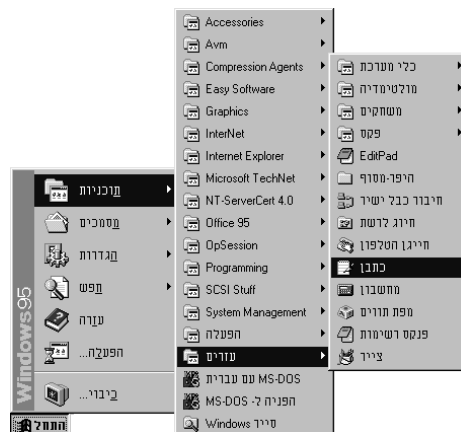 Accessories
Avm
Compression Agents
Easy Software
Graphics
InterNet
Internet Explorer
Microsoft TechNet
NT-ServerCert 4.0
Office 95
OpSession
Programming
SCSI Stuff
System Management
הפעלה
עזרים
MS-DOS עם עברית
הפניה ל- MS-DOS
סייר Windows
כלי מערכת
מולטימדיה
משחקים
פקס
EditPad
היפר-מסוף
חיבור כבל ישיר
חיוג לרשת
חייגן הטלפון
כתבן
מחשבון
מפת תווים
פנקס רשימות
צייר
תוכניות
מסמכים
הגדרות
חפש
עזרה
הפעלה...
כיבוי...
Windows95
התחל